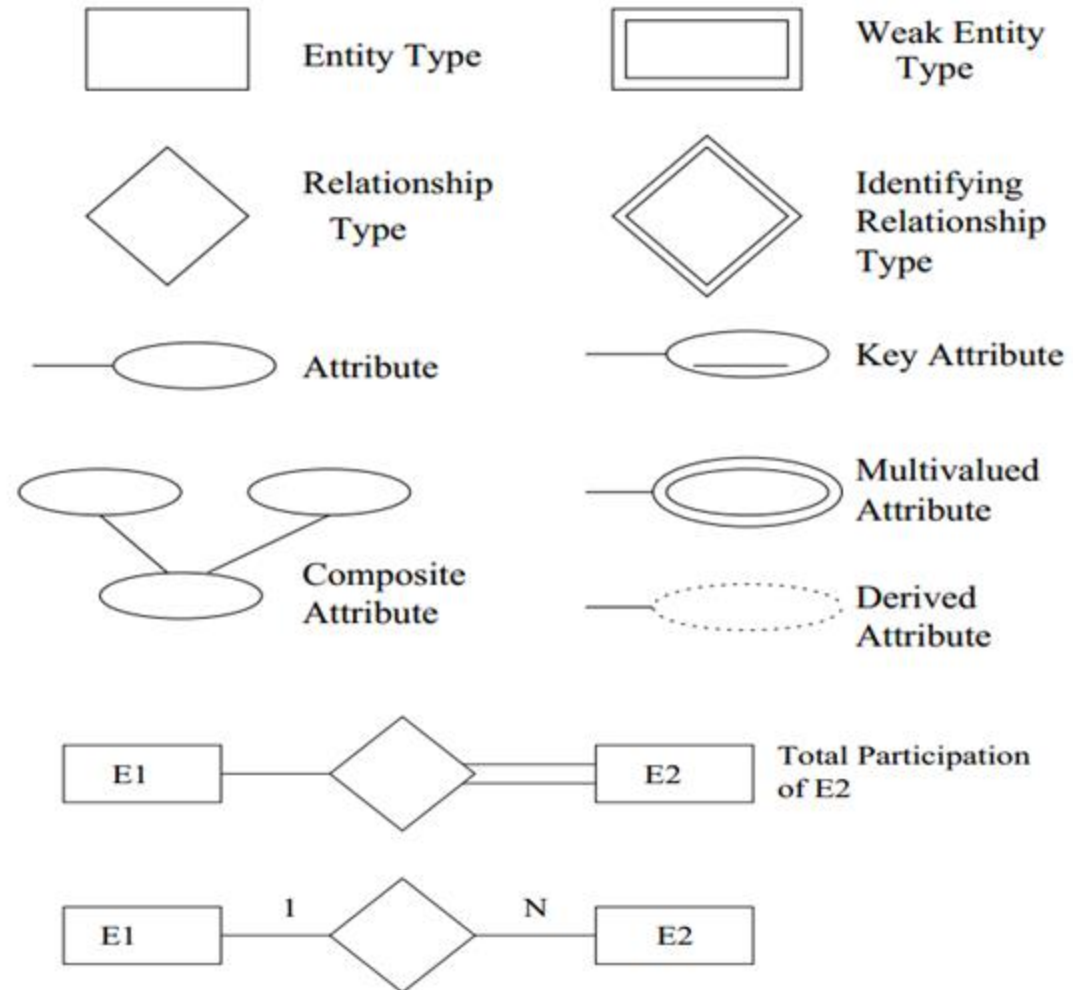 Entity Type
Weak Entity
Type
Relationship
Type
Identifying
Relationship
Type
Attribute
Key Attribute
Composite
Attribute
Multivalued
Attribute
Derived
Attribute
E1
E2
Total Participation
of E2
E1
1
N
E2